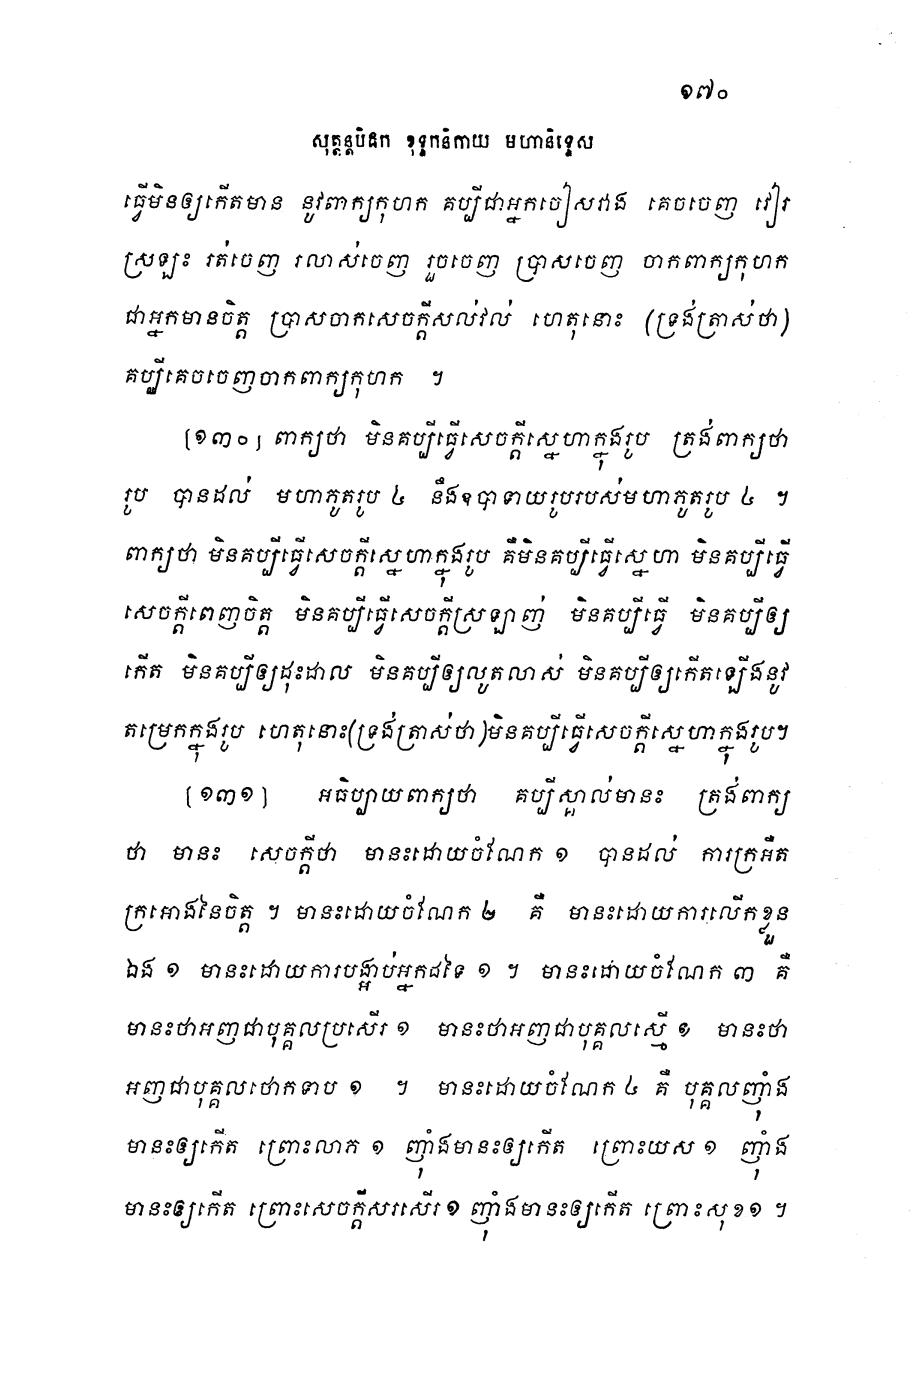 ១៧០
សុត្តន្តបិដក ខុទ្ទកនិកាយ មហានិទ្ទេស
ធ្វើមិនឲ្យកើតមាន នូវពាក្យកុហក គប្បីជាអ្នកចៀសវាង គេចចេញ វៀរ
ស្រឡះ រត់ចេញ រលាស់ចេញ រួចចេញ ប្រាសចេញ ចាកពាក្យកុហក
ជាអ្នកមានចិត្ត ប្រាសចាកសេចក្តីសល់វល់ ហេតុនោះ (ទ្រង់ត្រាស់ថា)
គប្បីគេចចេញចាកពាក្យកុហក ។
[១៣០] ពាក្យថា មិនគប្បីធ្វើសេចក្តីស្នេហាក្នុងរូប ត្រង់ពាក្យថា
រូប បានដល់ មហាភូតរូប ៤ នឹងឧបាទាយរូបរបស់មហាភូតរូប ៤ ។
ពាក្យថា មិនគប្បីធ្វើសេចក្តីស្នេហាក្នុងរូប គឺមិនគប្បីធ្វើស្នេហា មិនគប្បីធ្វើ
សេចក្តីពេញចិត្ត មិនគប្បីធ្វើសេចក្តីស្រឡាញ់ មិនគប្បីធ្វើ មិនគប្បីឲ្យ
កើត មិនគប្បីឲ្យដុះដាល មិនគប្បីឲ្យលូតលាស់ មិនគប្បីឲ្យកើតឡើងនូវ
តម្រេកក្នុងរូប ហេតុនោះ(ទ្រង់ត្រាស់ថា)មិនគប្បីធ្វើសេចក្តីស្នេហាក្នុងរូប។
[១៣១] អធិប្បាយពាក្យថា គប្បីស្គាល់មានះ ត្រង់ពាក្យ
ថា មានះ សេចក្តីថា មានះដោយចំណែក ១ បានដល់ ការក្រអឺត
ក្រអោងនៃចិត្ត ។ មានះដោយចំណែក ២ គឺ មានះដោយការលើកខ្លួន
ឯង ១ មានះដោយការបង្អាប់អ្នកដទៃ ១ ។ មានះដោយចំណែក ៣ គឺ
មានះថាអញជាបុគ្គលប្រសើរ ១ មានះថាអញជាបុគ្គលស្មើ ១ មានះថា
អញជាបុគ្គលថោកទាប ១ ។ មានះដោយចំណែក ៤ គឺ បុគ្គលញុំាង
មានះឲ្យកើត ព្រោះលាភ ១ ញុំាងមានះឲ្យកើត ព្រោះយស ១ ញុំាង
មានះឲ្យកើត ព្រោះសេចក្តីសរសើរ ១ ញុំាងមានះឲ្យកើត ព្រោះសុខ ១ ។